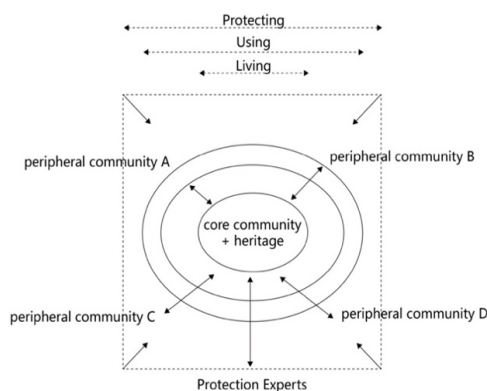 Protecting
Using
Living
peripheral community A
peripheral community B
core community
+ heritage
peripheral community C
peripheral community D
Protection Experts